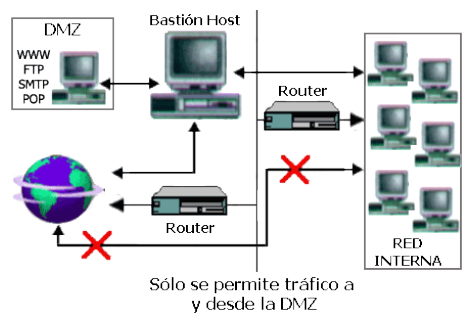 DMZ
WWW
FTP
SMTP
POP
Bastión Host
Router
Router
RED
INTERNA
Sólo se permite tráfico a
y desde la DMZ